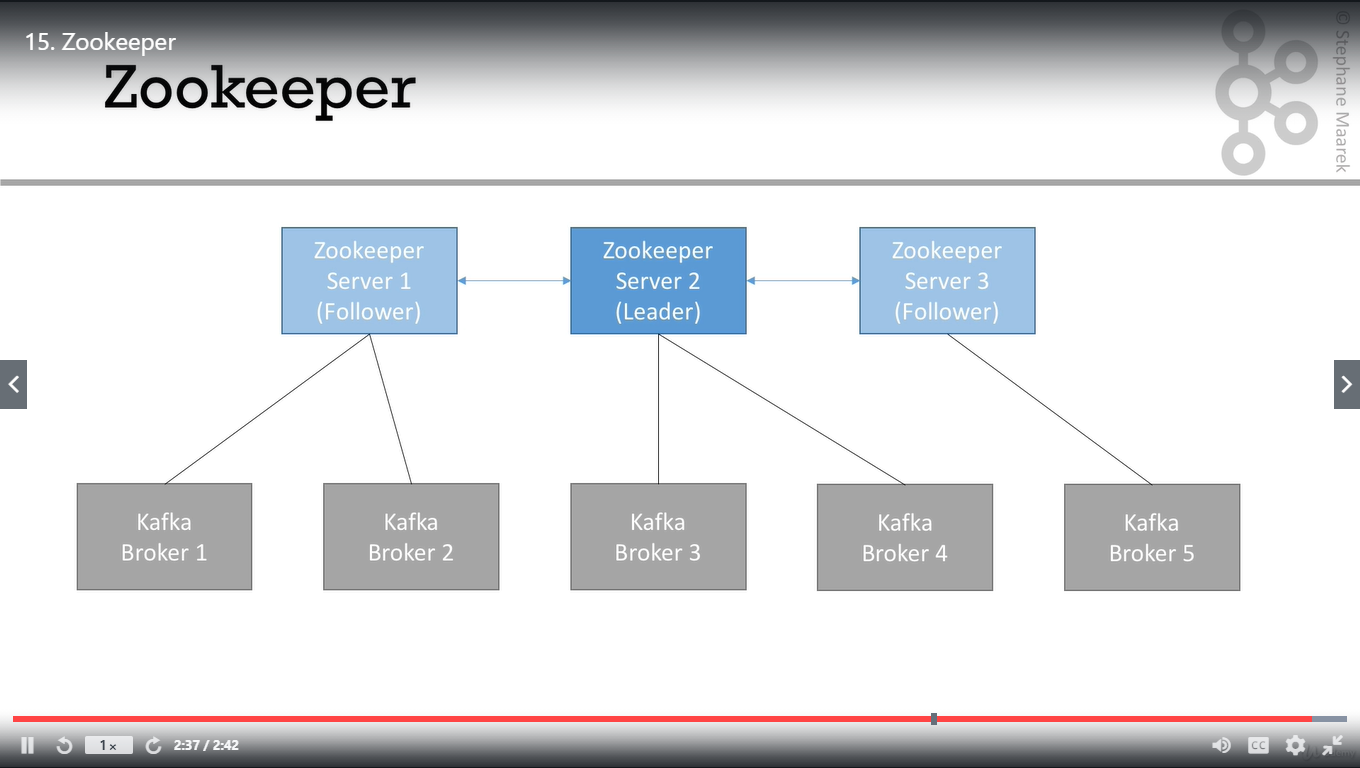 15. Zookeeper
Zookeeper
© Stephane Maarek
Zookeeper
Server 1
(Follower)
Zookeeper
Server 2
(Leader)
Zookeeper
Server 3
(Follower)
Kafka
Broker 1
Kafka
Broker 2
Kafka
Broker 3
Kafka
Broker 4
Kafka
Broker 5
1 x
2:37 / 2:42
CC